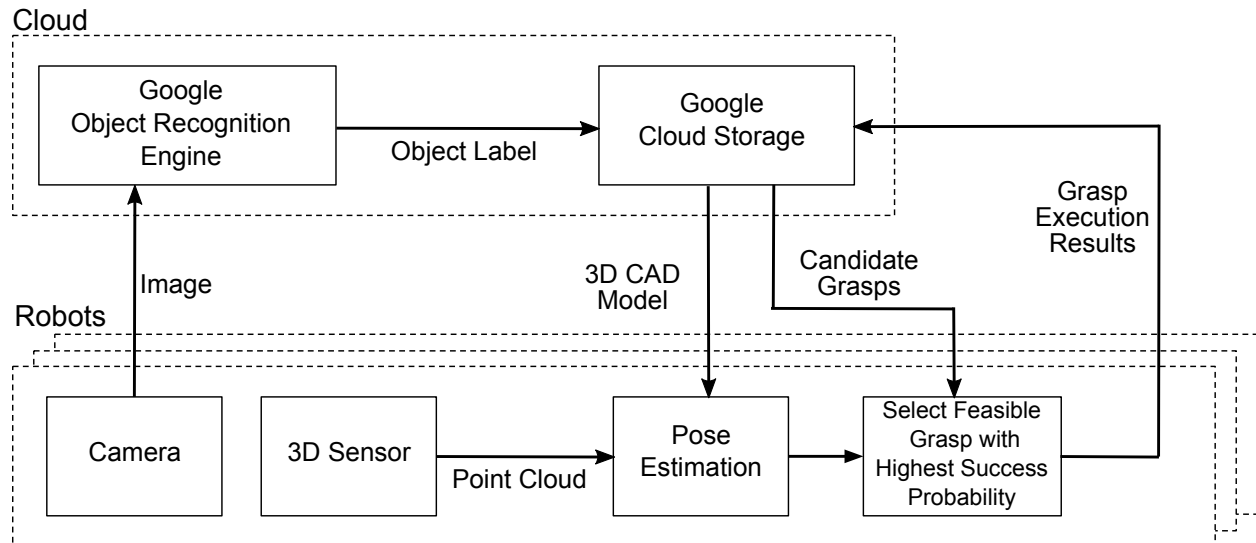 Cloud
Google
Object Recognition
Engine
Object Label
Google
Cloud Storage
Grasp
Execution
Results
Image
3D CAD
Model
Candidate
Grasps
Robots
Camera
3D Sensor
Point Cloud
Pose
Estimation
Select Feasible
Grasp with
Highest Success
Probability